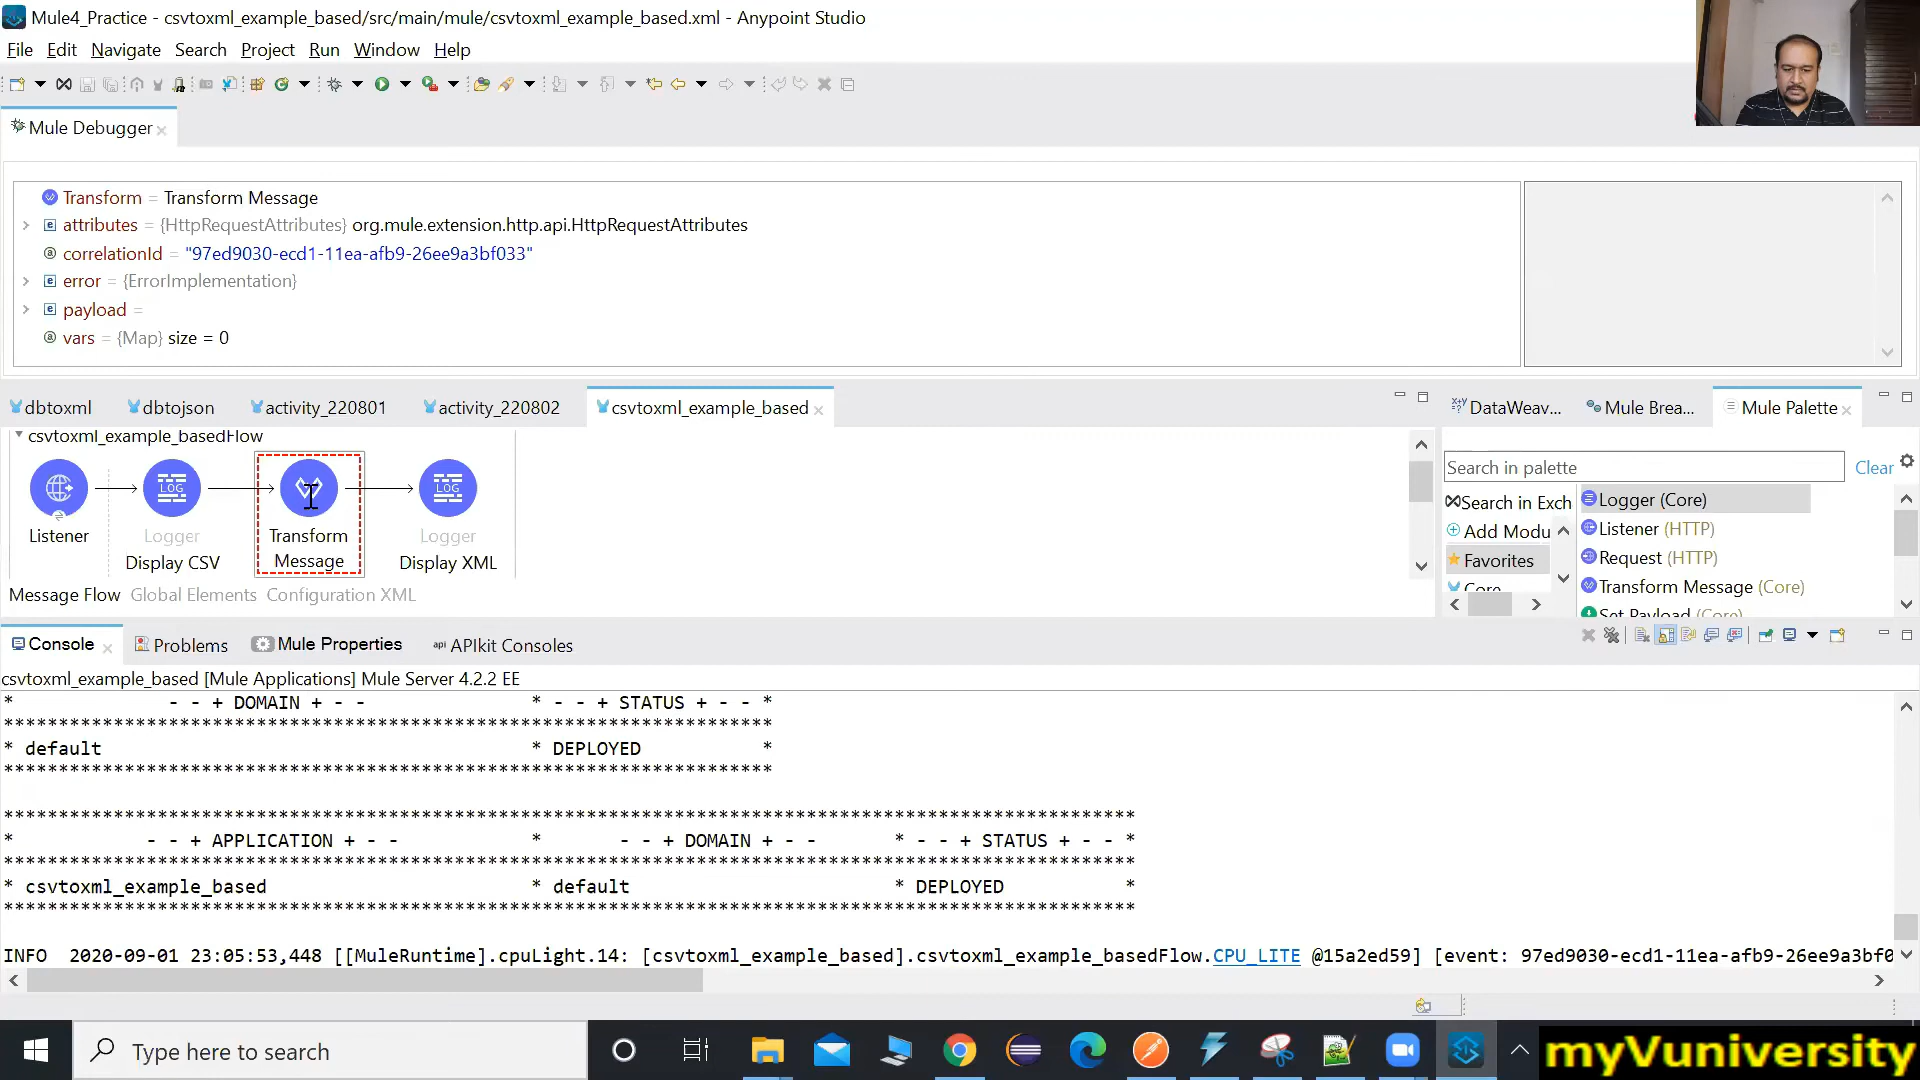 Mule4_Practice - csvtoxml_example_based/src/main/mule/csvtoxml_example_based.xml - Anypoint Studio
File Edit Navigate Search Project Run Window Help
Mule Debugger
Transform = Transform Message
attributes = {HttpRequestAttributes} org.mule.extension.http.api.HttpRequestAttributes
correlationId = "97ed9030-ecd1-11ea-afb9-26ee9a3bf033"
error = {ErrorImplementation}
payload =
vars = {Map} size = 0
dbtoxml dbtojson activity_220801 activity_220802 csvtoxml_example_based
DataWeav... Mule Brea... Mule Palette
csvtoxml_example_basedFlow
LOG LOG
Listener Logger Transform Logger
Display CSV Message Display XML
Message Flow Global Elements Configuration XML
Search in palette Clear
Search in Exch Logger (Core)
Add Modu Listener (HTTP)
Favorites Request (HTTP)
Core Transform Message (Core)
Set Payload (Core)
Console Problems Mule Properties api APIkit Consoles
csvtoxml_example_based [Mule Applications] Mule Server 4.2.2 EE
* - - + DOMAIN + - - * - - + STATUS + - - *
*******************************************************************************
* default * DEPLOYED *
*******************************************************************************
*******************************************************************************************************
* - - + APPLICATION + - - * - - + DOMAIN + - - * - - + STATUS + - - *
*******************************************************************************************************
* csvtoxml_example_based * default * DEPLOYED *
*******************************************************************************************************
INFO 2020-09-01 23:05:53,448 [[MuleRuntime].cpuLight.14: [csvtoxml_example_based].csvtoxml_example_basedFlow.CPU_LITE @15a2ed59] [event: 97ed9030-ecd1-11ea-afb9-26ee9a3bf0
Type here to search
myVuniversity